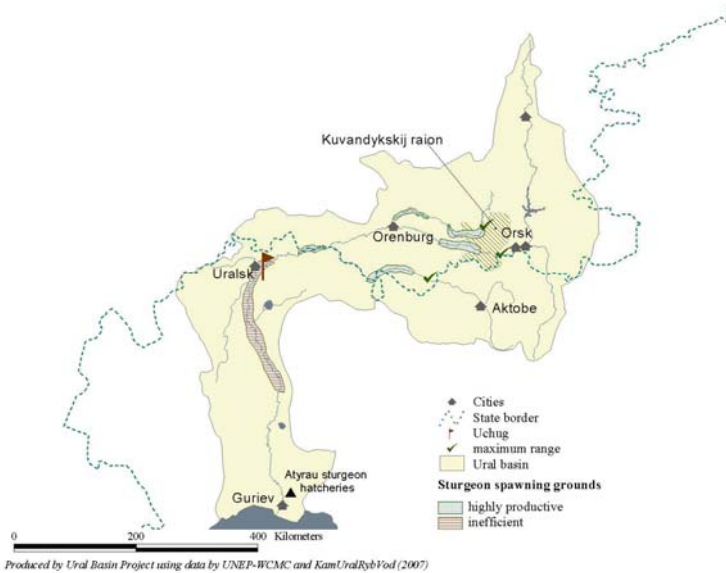 Kuvandykskij raion
Orenburg
Orsk
Uralsk
Aktobe
Cities
State border
Uchug
maximum range
Ural basin
Sturgeon spawning grounds
highly productive
inefficient
Atyrau sturgeon
hatcheries
Guriev
0 200 400 Kilometers
Produced by Ural Basin Project using data by UNEP-WCMC and KamUralRybVod (2007)